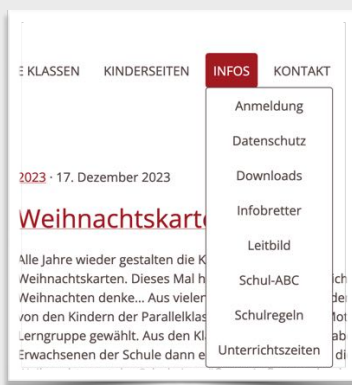 E KLASSEN KINDERSEITEN INFOS KONTAKT
Anmeldung
Datenschutz
Downloads
Infobretter
Leitbild
Schul-ABC
Schulregeln
Unterrichtszeiten
2023 · 17. Dezember 2023
Weihnachtskarte
Alle Jahre wieder gestalten die K
Weihnachtskarten. Dieses Mal h
Weihnachten denke... Aus vielen
von den Kindern der Parallelklas
Lerngruppe gewählt. Aus den Kl
Erwachsenen der Schule dann e